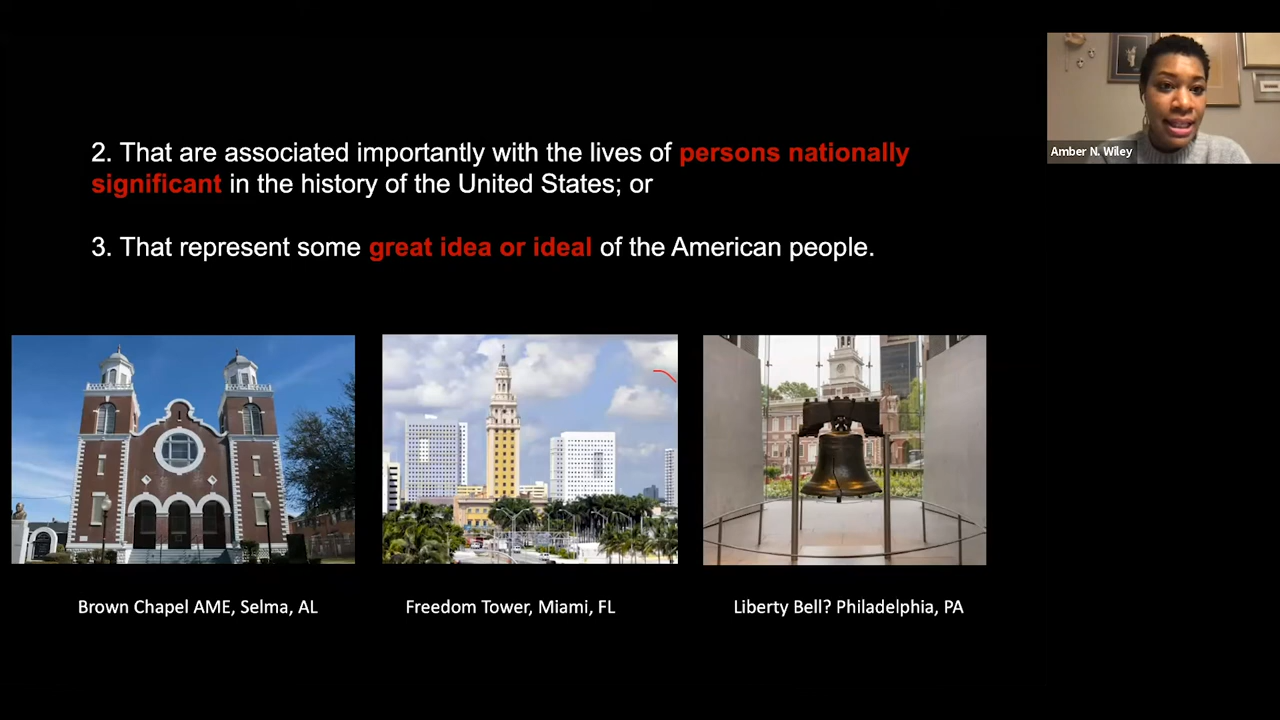 2. That are associated importantly with the lives of persons nationally
significant in the history of the United States; or
3. That represent some great idea or ideal of the American people.
Amber N. Wiley
Brown Chapel AME, Selma, AL
Freedom Tower, Miami, FL
Liberty Bell? Philadelphia, PA